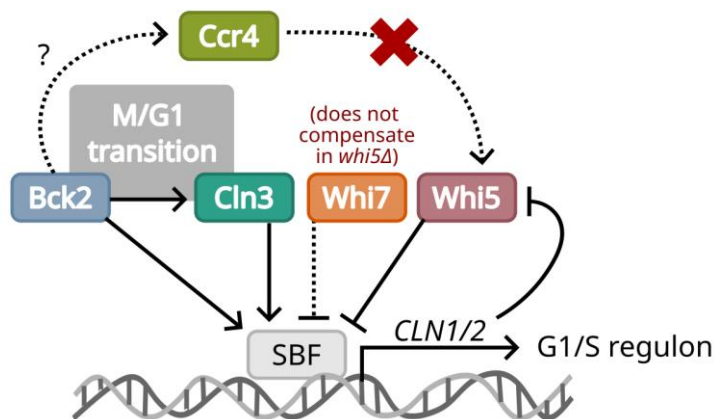 Ccr4
?
M/G1
transition
(does not
compensate
in whi5Δ)
Bck2
Cln3
Whi7
Whi5
SBF
CLN1/2
G1/S regulon